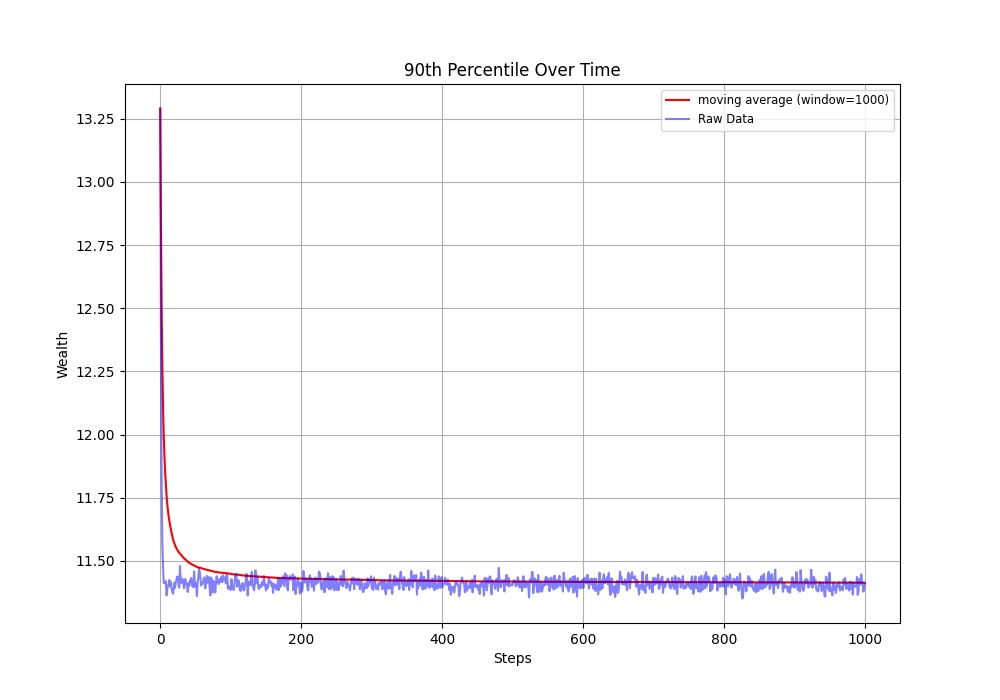 90th Percentile Over Time
moving average (window=1000)
Raw Data
13.25
13.00
12.75
12.50
12.25
12.00
11.75
11.50
Wealth
0 200 400 600 800 1000
Steps